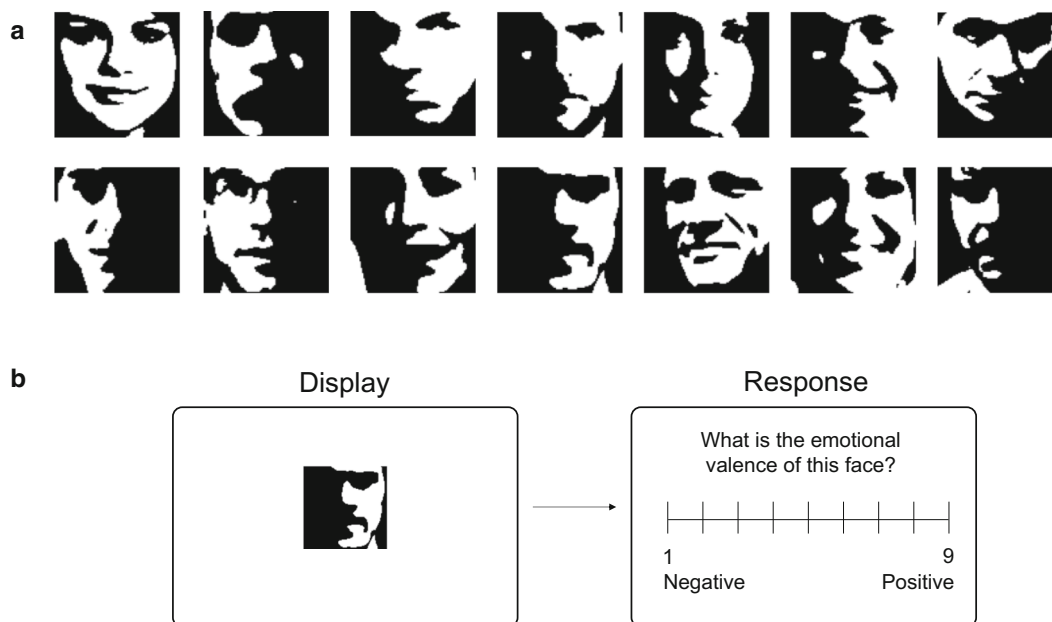 a
b
Display
Response
What is the emotional
valence of this face?
1
9
Negative
Positive